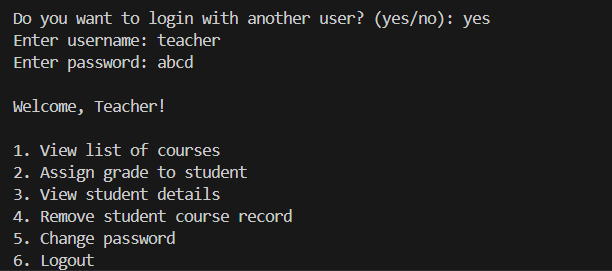 Do you want to login with another user? (yes/no): yes
Enter username: teacher
Enter password: abcd
Welcome, Teacher!
1. View list of courses
2. Assign grade to student
3. View student details
4. Remove student course record
5. Change password
6. Logout